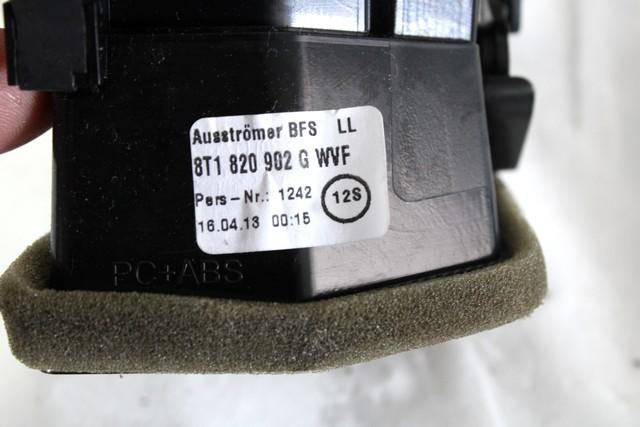 Ausströmer BFS LL
8T1 820 902 G WVF
Pers-Nr.: 1242
12S
16.04.13 00:15
PC+ABS